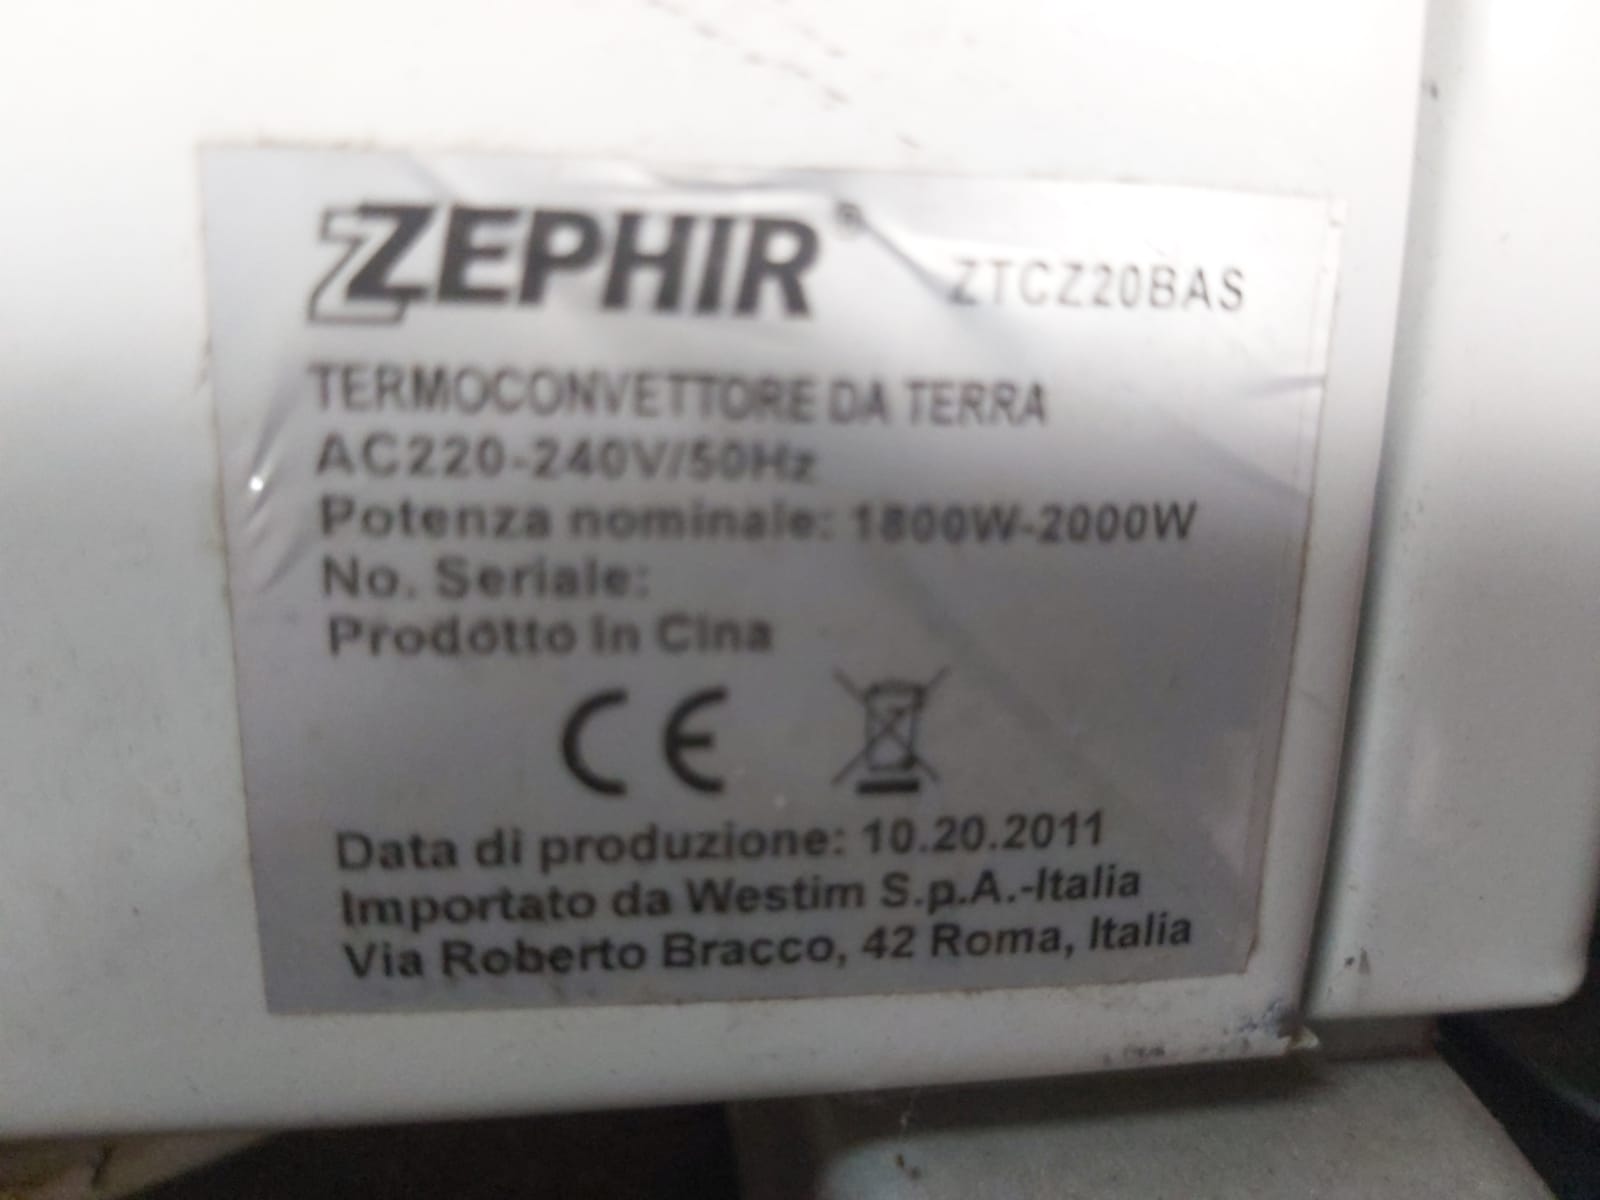 ZEPHIR® ZTCZ20BAS
TERMOCONVETTORE DA TERRA
AC220-240V/50Hz
Potenza nominale: 1800W-2000W
No. Seriale:
Prodotto in Cina
CE
Data di produzione: 10.20.2011
Importato da Westim S.p.A.-Italia
Via Roberto Bracco, 42 Roma, Italia